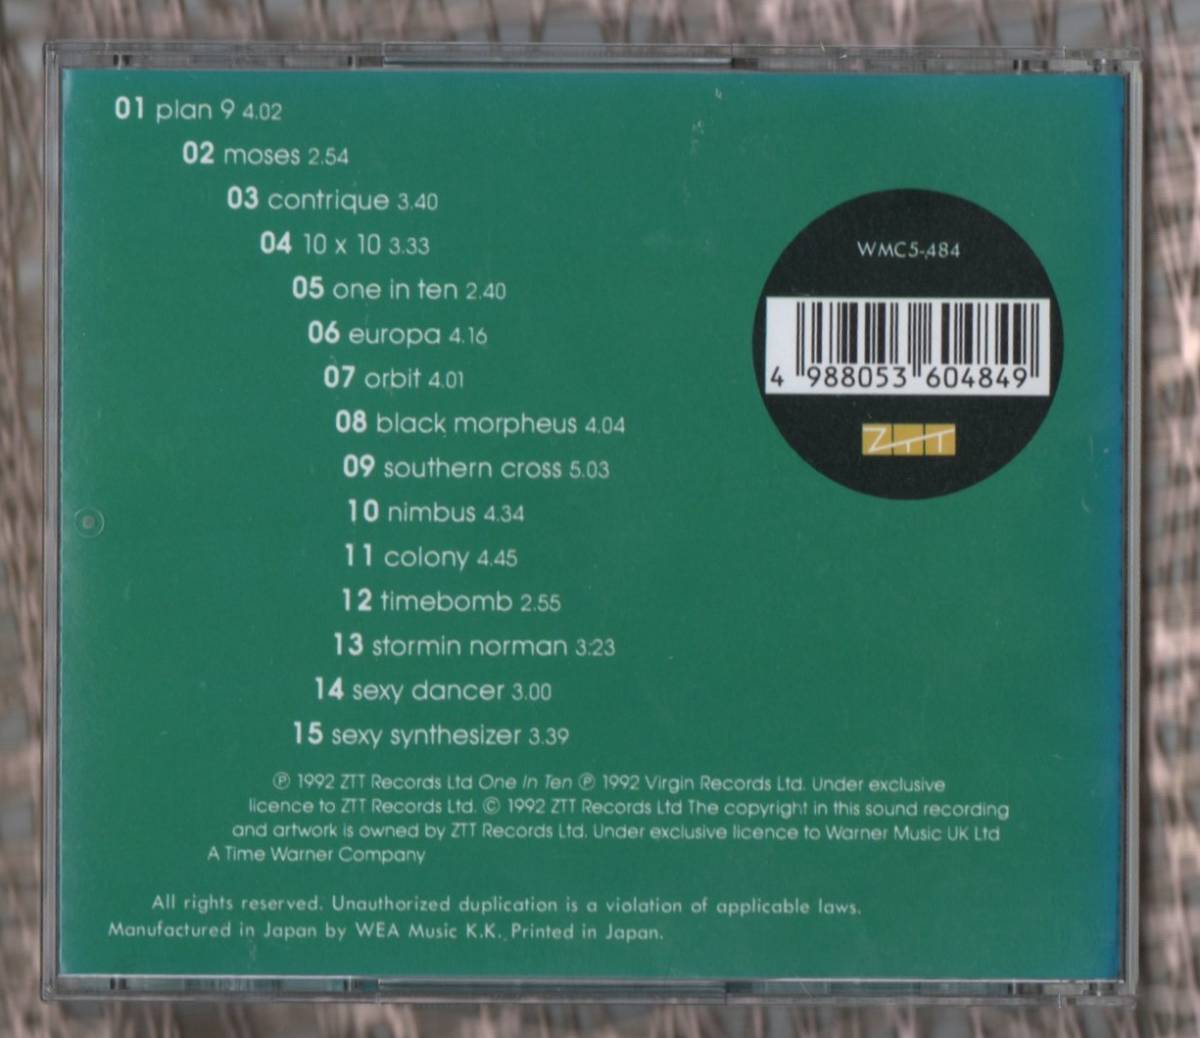 01 plan 9 4.02
02 moses 2.54
03 contrique 3.40
04 10 x 10 3.33
05 one in ten 2.40
06 europa 4.16
07 orbit 4.01
08 black morpheus 4.04
09 southern cross 5.03
10 nimbus 4.34
11 colony 4.45
12 timebomb 2.55
13 stormin norman 3:23
14 sexy dancer 3.00
15 sexy synthesizer 3.39
WMC5-484
4 988053 604849
ZTT
℗ 1992 ZTT Records Ltd One In Ten ℗ 1992 Virgin Records Ltd. Under exclusive
licence to ZTT Records Ltd. © 1992 ZTT Records Ltd The copyright in this sound recording
and artwork is owned by ZTT Records Ltd. Under exclusive licence to Warner Music UK Ltd
A Time Warner Company
All rights reserved. Unauthorized duplication is a violation of applicable laws.
Manufactured in Japan by WEA Music K.K. Printed in Japan.